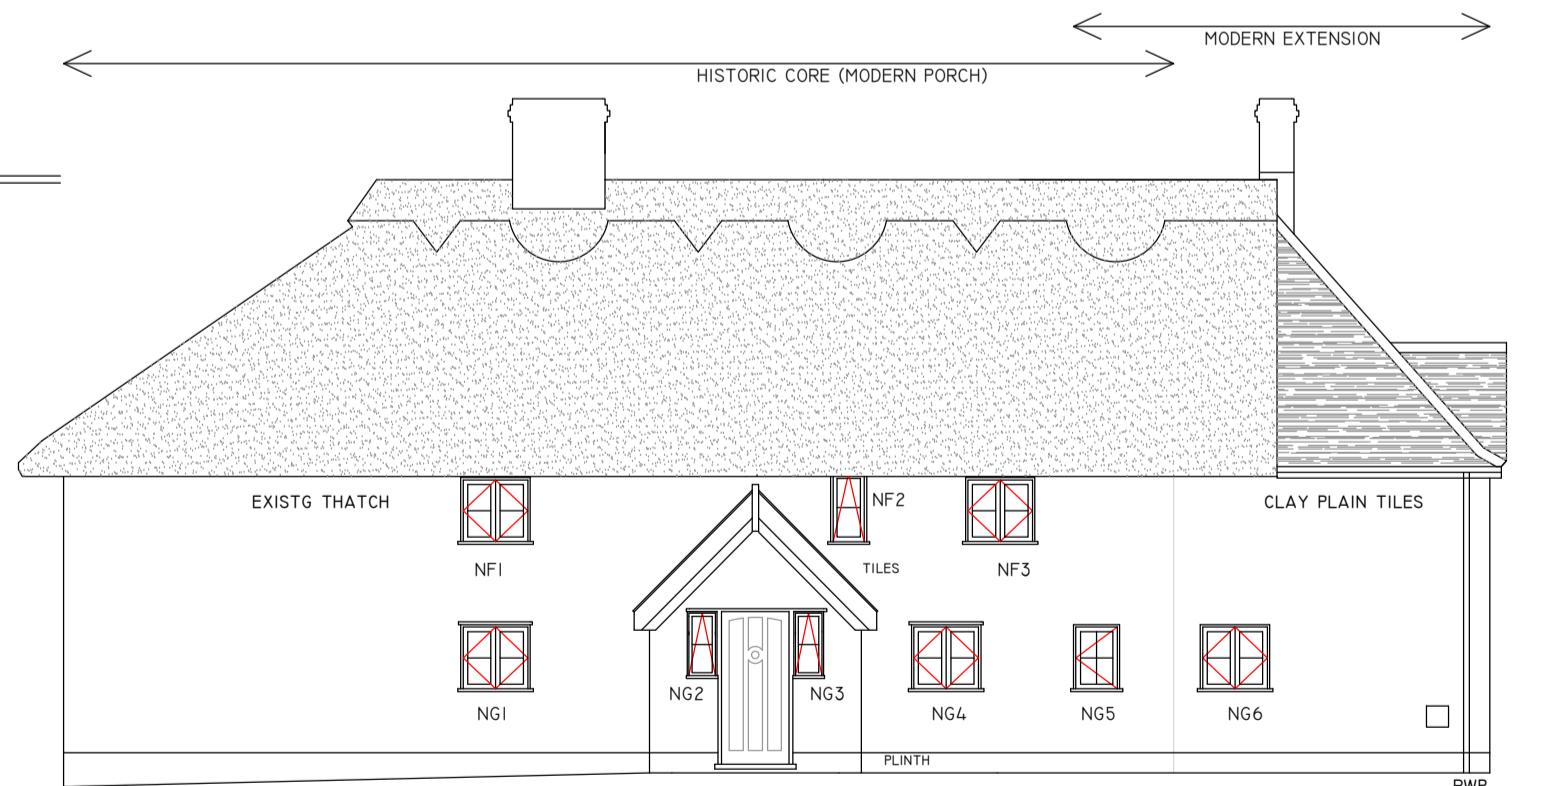 MODERN EXTENSION
HISTORIC CORE (MODERN PORCH)
EXISTG THATCH
NF2
CLAY PLAIN TILES
NF1
TILES
NF3
NG2
NG3
NG1
NG4
NG5
NG6
PLINTH
RWP